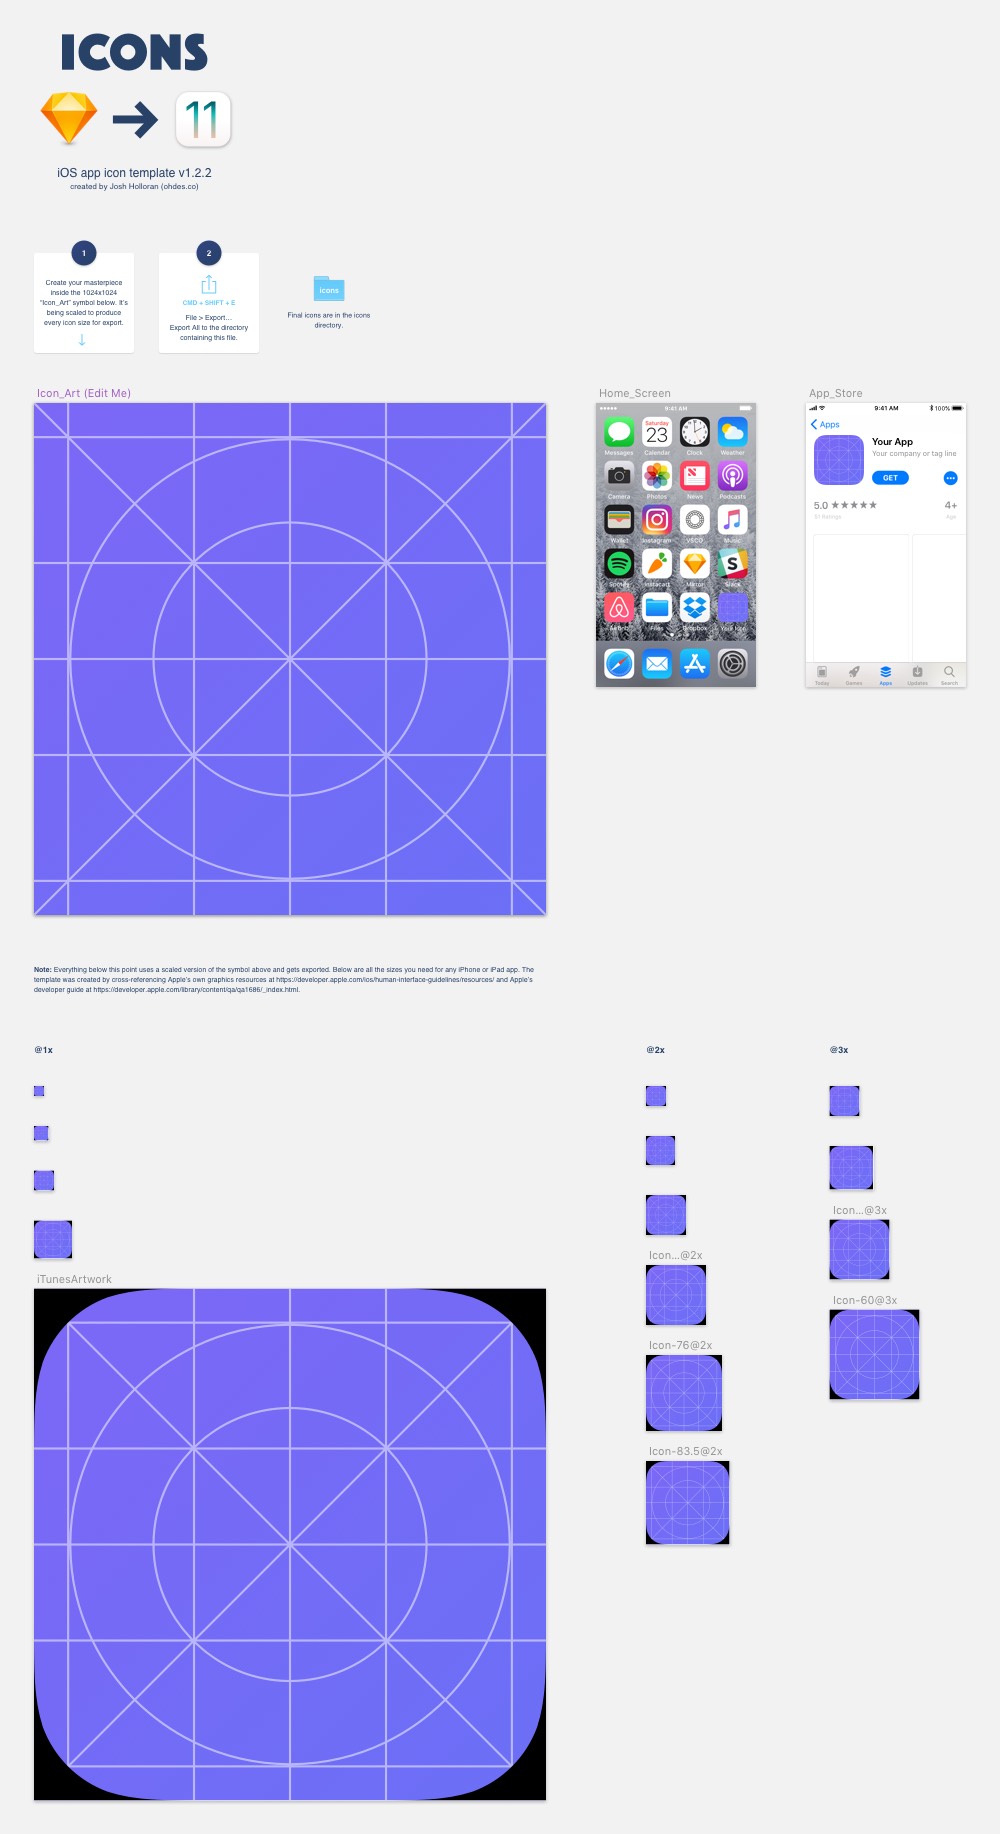 ICONS
11
iOS app icon template v1.2.2
created by Josh Holloran (ohdes.co)
1
Create your masterpiece
inside the 1024x1024
"Icon_Art" symbol below. It's
being scaled to produce
every icon size for export.
2
CMD + SHIFT + E
File > Export...
Export All to the directory
containing this file.
icons
Final icons are in the icons
directory.
Icon_Art (Edit Me)
Home_Screen
9:41 AM
Saturday
23
Messages Calendar Clock Weather
Camera Photos News Podcasts
Wallet Instagram VSCO Music
Spotify Instacart Mirror Slack
Airbnb Files Dropbox Your Icon
App_Store
9:41 AM 100%
Apps
Your App
Your company or tag line
GET
5.0 ★★★★★ 4+
51 Ratings Age
Today Games Apps Updates Search
Note: Everything below this point uses a scaled version of the symbol above and gets exported. Below are all the sizes you need for any iPhone or iPad app. The
template was created by cross-referencing Apple's own graphics resources at https://developer.apple.com/ios/human-interface-guidelines/resources/ and Apple's
developer guide at https://developer.apple.com/library/content/qa/qa1686/_index.html.
@1x
@2x
@3x
Icon...@3x
Icon...@2x
iTunesArtwork
Icon-60@3x
Icon-76@2x
Icon-83.5@2x